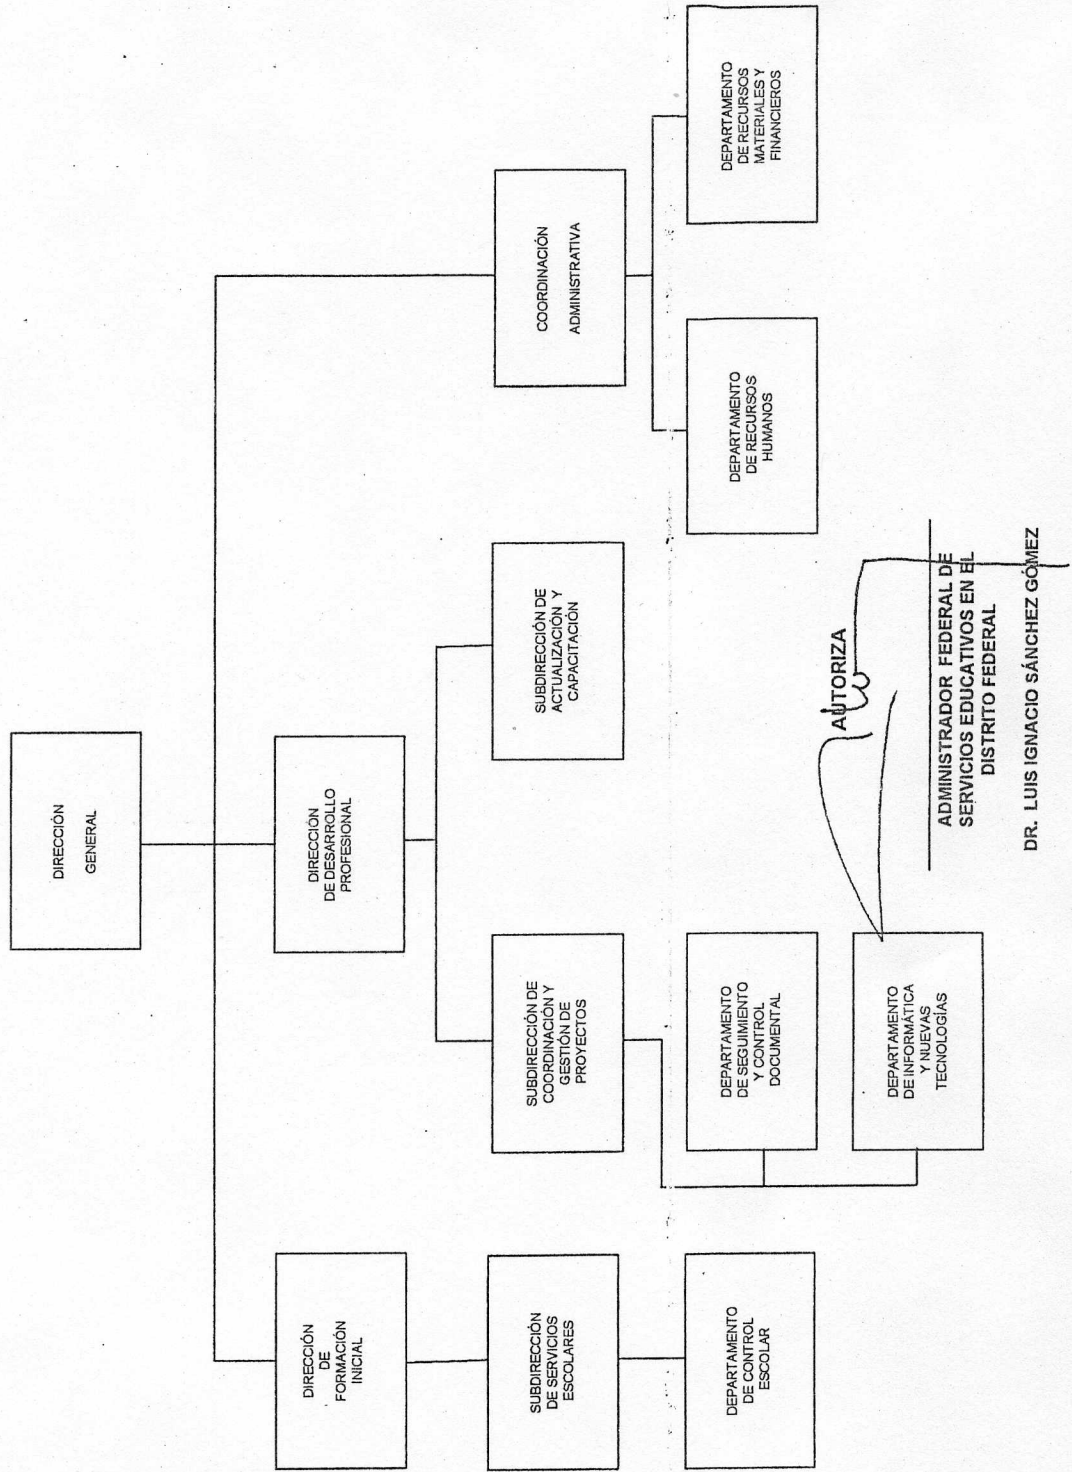 DIRECCIÓN
GENERAL
DIRECCIÓN
DE
FORMACIÓN
INICIAL
DIRECCIÓN
DE DESARROLLO
PROFESIONAL
SUBDIRECCIÓN
DE SERVICIOS
ESCOLARES
SUBDIRECCIÓN DE
COORDINACIÓN Y
GESTIÓN DE
PROYECTOS
SUBDIRECCIÓN DE
ACTUALIZACIÓN Y
CAPACITACIÓN
COORDINACIÓN
ADMINISTRATIVA
DEPARTAMENTO
DE CONTROL
ESCOLAR
DEPARTAMENTO
DE SEGUIMIENTO
Y CONTROL
DOCUMENTAL
DEPARTAMENTO
DE RECURSOS
HUMANOS
DEPARTAMENTO
DE RECURSOS
MATERIALES Y
FINANCIEROS
DEPARTAMENTO
DE INFORMÁTICA
Y NUEVAS
TECNOLOGÍAS
AUTORIZA
ADMINISTRADOR FEDERAL DE
SERVICIOS EDUCATIVOS EN EL
DISTRITO FEDERAL
DR. LUIS IGNACIO SÁNCHEZ GÓMEZ